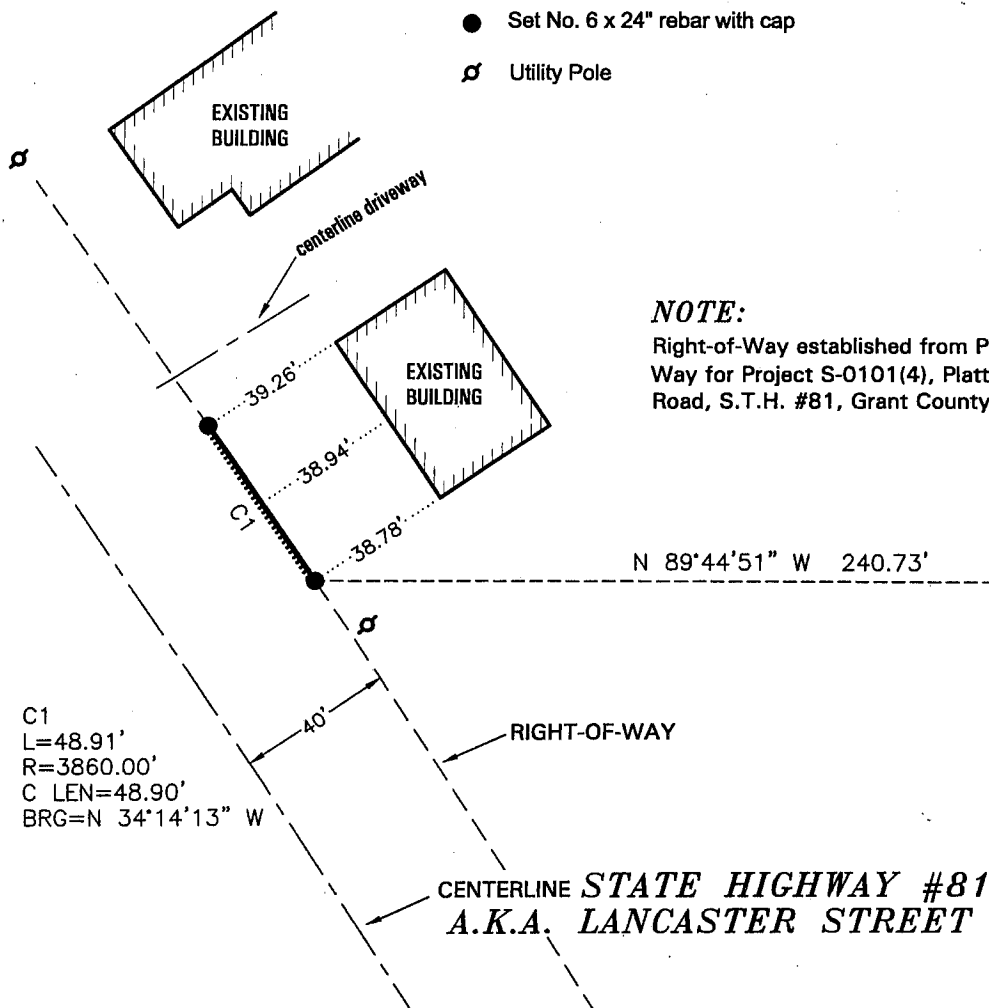 Set No. 6 x 24" rebar with cap
Utility Pole
EXISTING
BUILDING
centerline driveway
NOTE:
Right-of-Way established from P
Way for Project S-0101(4), Platt
Road, S.T.H. #81, Grant County
39.26'
EXISTING
BUILDING
38.94'
C1
38.78'
N 89°44'51" W 240.73'
40'
C1
L=48.91'
R=3860.00'
C LEN=48.90'
BRG=N 34°14'13" W
RIGHT-OF-WAY
CENTERLINE STATE HIGHWAY #81
A.K.A. LANCASTER STREET